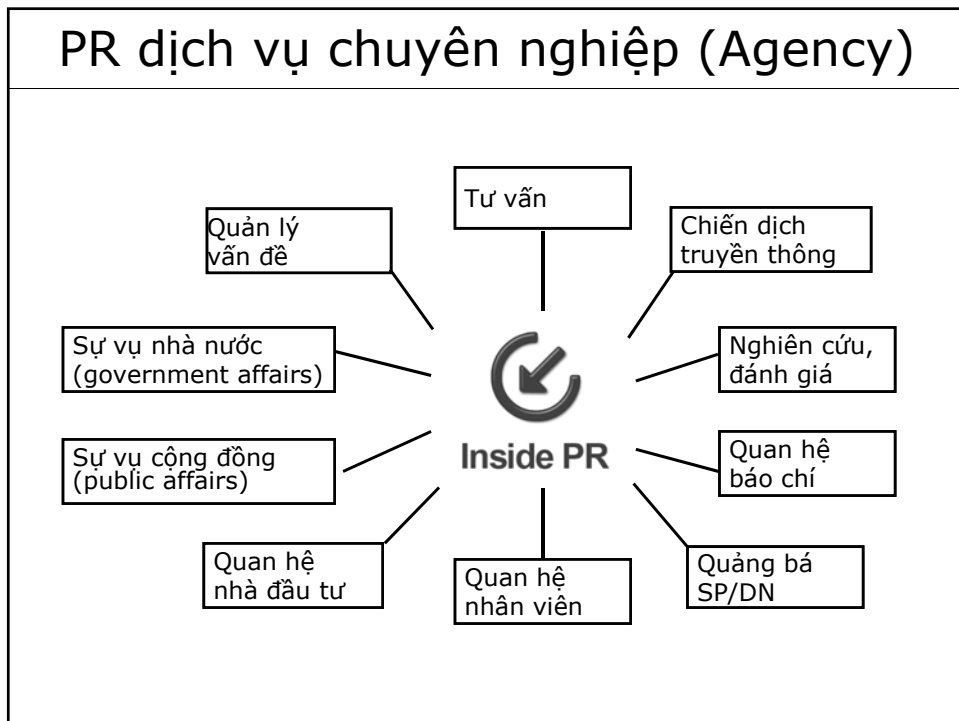 PR dịch vụ chuyên nghiệp (Agency)
Tư vấn
Quản lý
vấn đề
Chiến dịch
truyền thông
Sự vụ nhà nước
(government affairs)
Nghiên cứu,
đánh giá
Inside PR
Sự vụ cộng đồng
(public affairs)
Quan hệ
báo chí
Quan hệ
nhà đầu tư
Quan hệ
nhân viên
Quảng bá
SP/DN